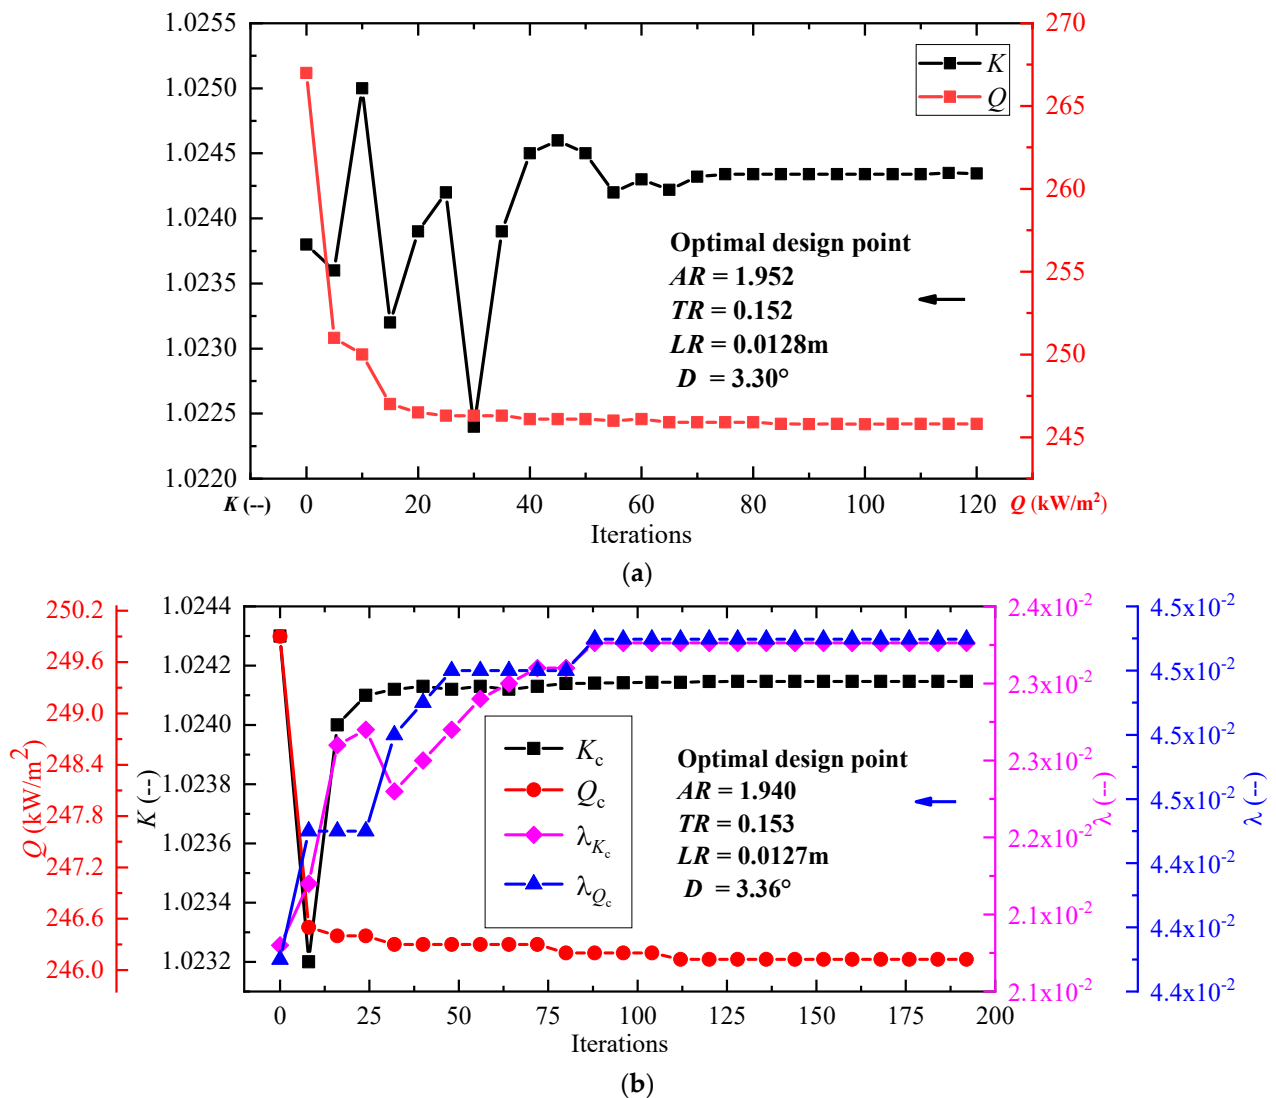 1.0255
1.0250
1.0245
1.0240
1.0235
1.0230
1.0225
1.0220
270
265
260
255
250
245
K
Q
Optimal design point
AR = 1.952
TR = 0.152
LR = 0.0128m
D = 3.30°
K (--)
0
20
40
60
80
100
120
Q (kW/m²)
Iterations
(a)
250.2
249.6
249.0
248.4
247.8
247.2
246.6
246.0
Q (kW/m²)
1.0244
1.0242
1.0240
1.0238
1.0236
1.0234
1.0232
K (--)
K_c
Q_c
λ_{K_c}
λ_{Q_c}
Optimal design point
AR = 1.940
TR = 0.153
LR = 0.0127m
D = 3.36°
2.4x10⁻²
2.3x10⁻²
2.3x10⁻²
2.2x10⁻²
2.1x10⁻²
2.1x10⁻²
λ (--)
4.5x10⁻²
4.5x10⁻²
4.5x10⁻²
4.5x10⁻²
4.4x10⁻²
4.4x10⁻²
4.4x10⁻²
λ (--)
0
25
50
75
100
125
150
175
200
Iterations
(b)